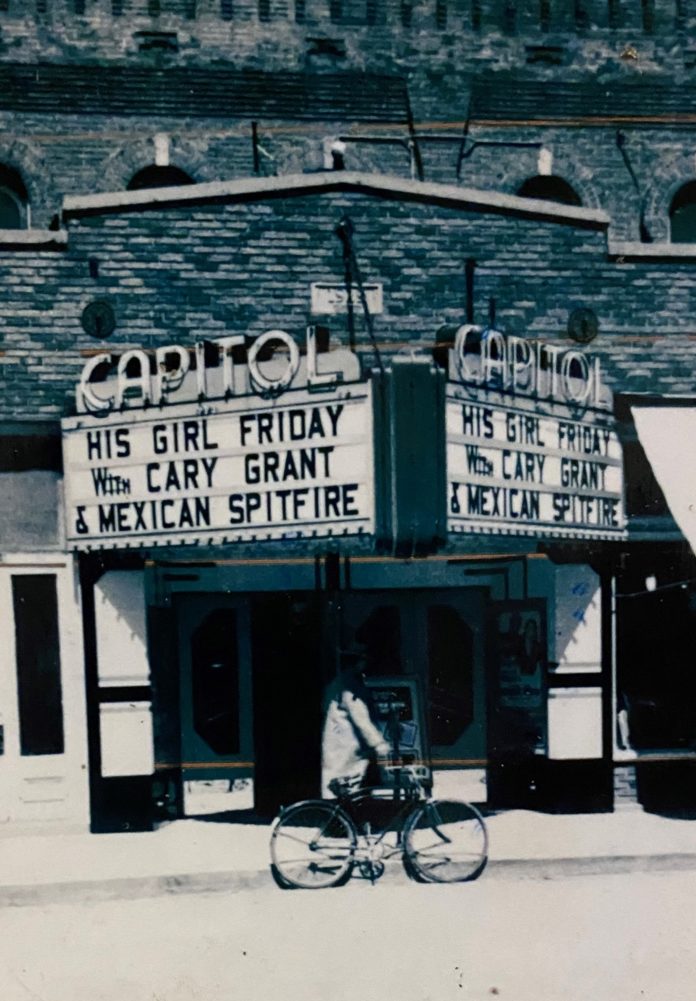 CAPITOL
HIS GIRL FRIDAY
With CARY GRANT
& MEXICAN SPITFIRE
CAPITOL
HIS GIRL FRIDAY
With CARY GRANT
& MEXICAN SPITFIRE